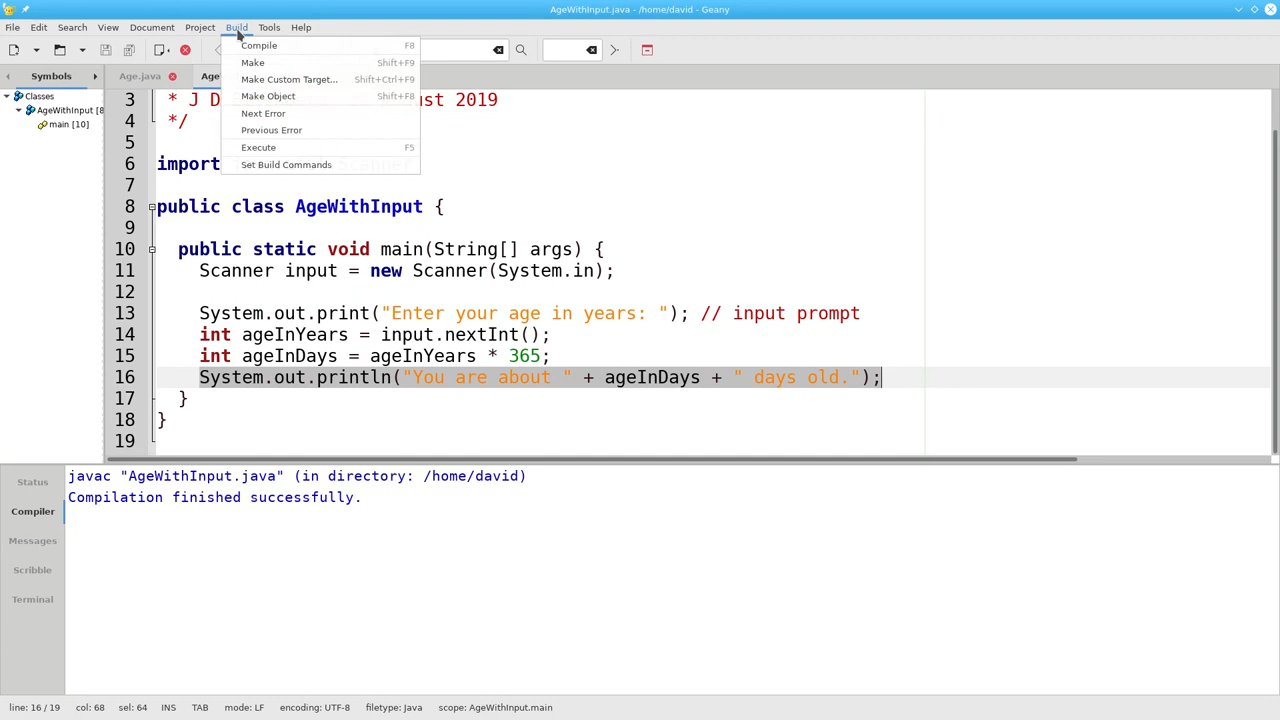 AgeWithInput.java - /home/david - Geany
File Edit Search View Document Project Build Tools Help
Compile F8
Make Shift+F9
Make Custom Target... Shift+Ctrl+F9
Make Object Shift+F8
Next Error
Previous Error
Execute F5
Set Build Commands
Symbols
Age.java
Age
Classes
AgeWithInput [8
main [10]
3 * J D ust 2019
4 */
5
6 import
7
8 public class AgeWithInput {
9
10 public static void main(String[] args) {
11 Scanner input = new Scanner(System.in);
12
13 System.out.print("Enter your age in years: "); // input prompt
14 int ageInYears = input.nextInt();
15 int ageInDays = ageInYears * 365;
16 System.out.println("You are about " + ageInDays + " days old.");
17 }
18 }
19
Status
Compiler
Messages
Scribble
Terminal
javac "AgeWithInput.java" (in directory: /home/david)
Compilation finished successfully.
line: 16 / 19 col: 68 sel: 64 INS TAB mode: LF encoding: UTF-8 filetype: Java scope: AgeWithInput.main